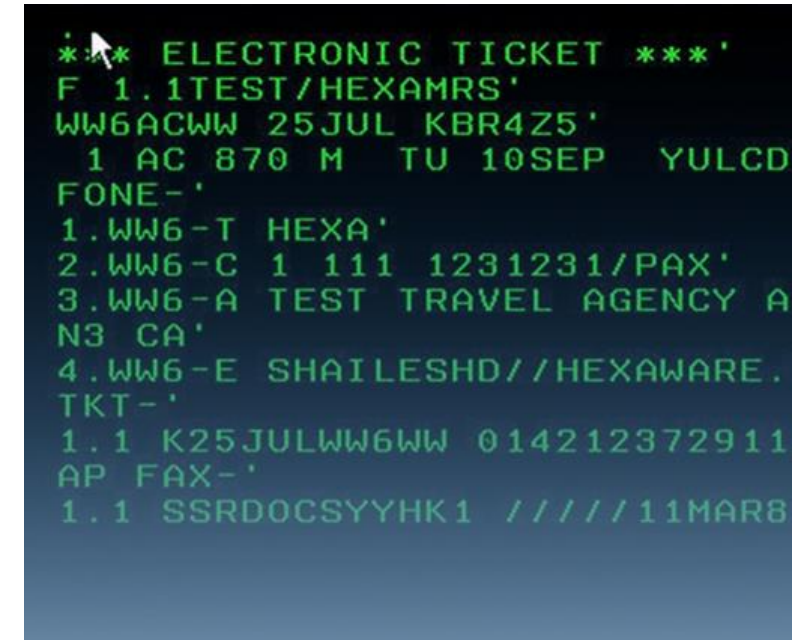 *** ELECTRONIC TICKET ***'
F 1.1TEST/HEXAMRS'
WW6ACWW 25JUL KBR4Z5'
1 AC 870 M TU 10SEP YULCD
FONE-'
1.WW6-T HEXA'
2.WW6-C 1 111 1231231/PAX'
3.WW6-A TEST TRAVEL AGENCY A
N3 CA'
4.WW6-E SHAILESHD//HEXAWARE.
TKT-'
1.1 K25JULWW6WW 014212372911
AP FAX-'
1.1 SSRDOCSYYHK1 /////11MAR8